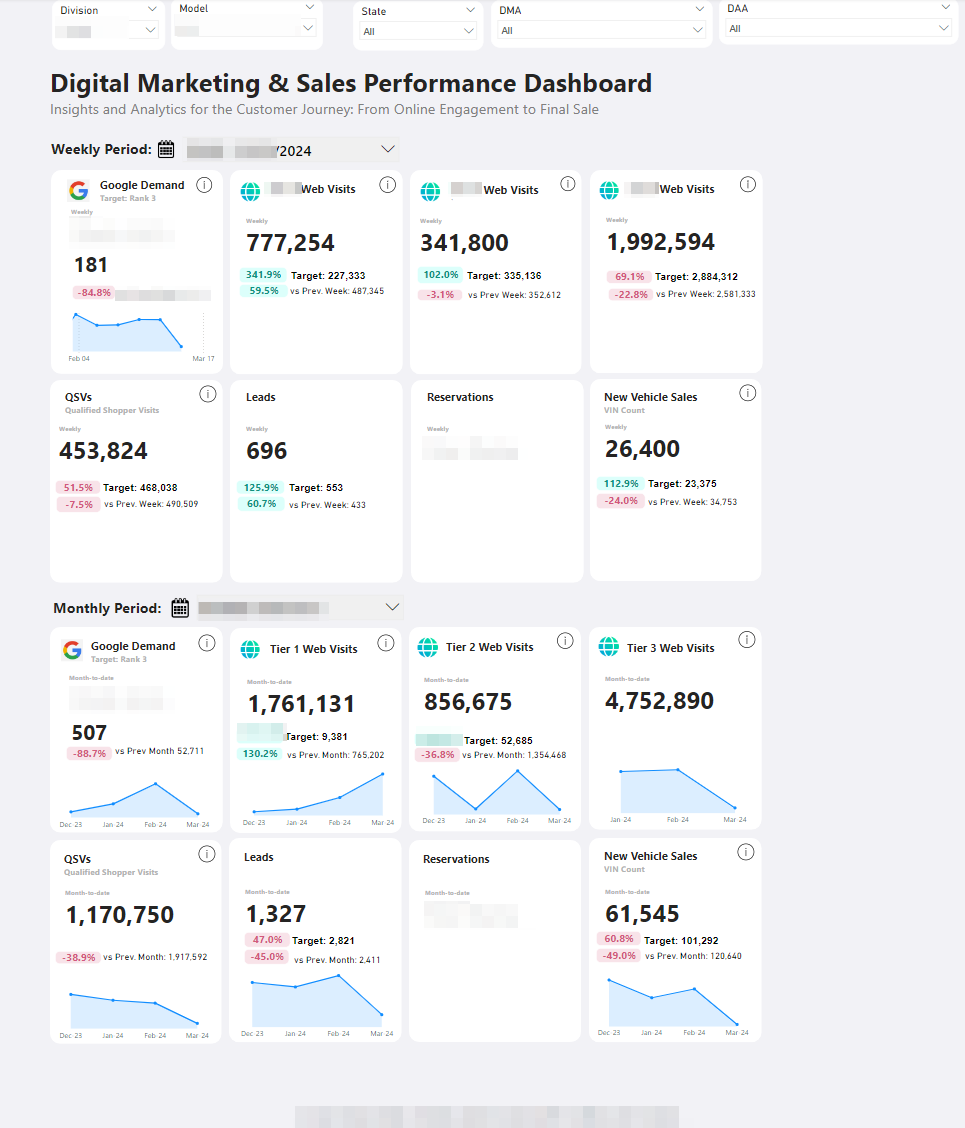 Division
Model
State
DMA
DAA
All
All
All
Digital Marketing & Sales Performance Dashboard
Insights and Analytics for the Customer Journey: From Online Engagement to Final Sale
Weekly Period:
/2024
Google Demand
Target: Rank 3
Weekly
181
-84.8%
Feb 04
Mar 17
Web Visits
Weekly
777,254
341.9% Target: 227,333
59.5% vs Prev. Week: 487,345
Web Visits
Weekly
341,800
102.0% Target: 335,136
-3.1% vs Prev. Week: 352,612
Web Visits
Weekly
1,992,594
69.1% Target: 2,884,312
-22.8% vs Prev. Week: 2,581,333
QSVs
Qualified Shopper Visits
Weekly
453,824
51.5% Target: 468,038
-7.5% vs Prev. Week: 490,509
Leads
Weekly
696
125.9% Target: 553
60.7% vs Prev. Week: 433
Reservations
Weekly
New Vehicle Sales
VIN Count
Weekly
26,400
112.9% Target: 23,375
-24.0% vs Prev. Week: 34,753
Monthly Period:
Google Demand
Target: Rank 3
Month-to-date
507
-88.7% vs Prev Month 52,711
Dec-23 Jan-24 Feb-24 Mar-24
Tier 1 Web Visits
Month-to-date
1,761,131
Target: 9,381
130.2% vs Prev. Month: 765,202
Dec-23 Jan-24 Feb-24 Mar-24
Tier 2 Web Visits
Month-to-date
856,675
Target: 52,685
-36.8% vs Prev. Month: 1,354,468
Dec-23 Jan-24 Feb-24 Mar-24
Tier 3 Web Visits
Month-to-date
4,752,890
Jan-24 Feb-24 Mar-24
QSVs
Qualified Shopper Visits
Month-to-date
1,170,750
-38.9% vs Prev. Month: 1,917,592
Dec-23 Jan-24 Feb-24 Mar-24
Leads
Month-to-date
1,327
47.0% Target: 2,821
-45.0% vs Prev. Month: 2,411
Dec-23 Jan-24 Feb-24 Mar-24
Reservations
Month-to-date
New Vehicle Sales
VIN Count
Month-to-date
61,545
60.8% Target: 101,292
-49.0% vs Prev. Month: 120,640
Dec-23 Jan-24 Feb-24 Mar-24